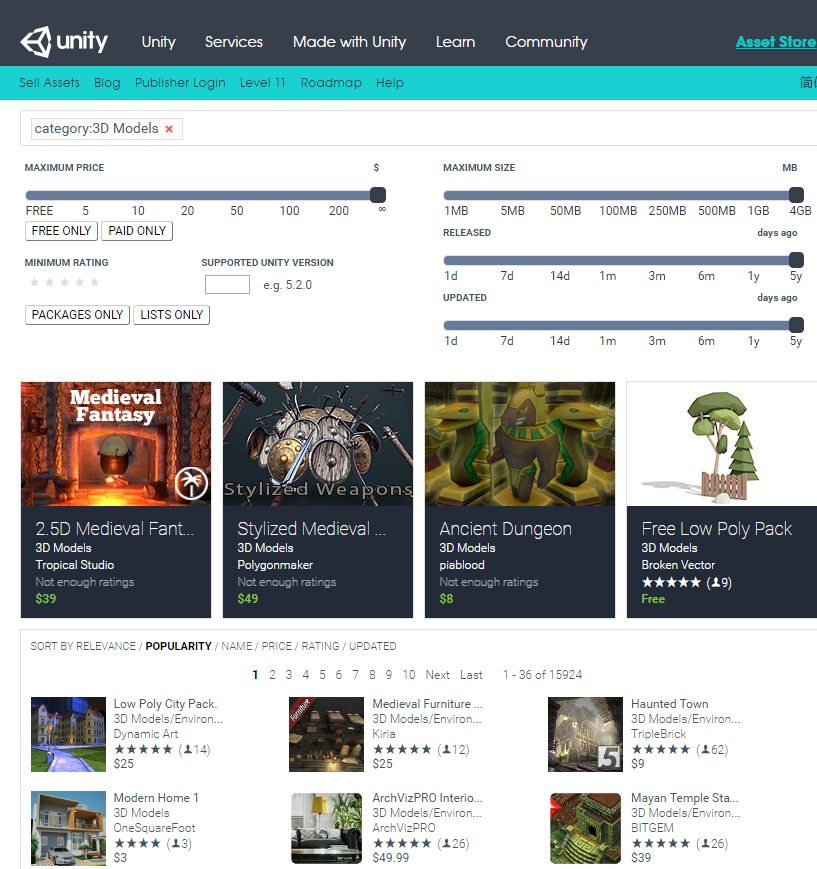 unity
Unity
Services
Made with Unity
Learn
Community
Asset Store
Sell Assets
Blog
Publisher Login
Level 11
Roadmap
Help
简
category:3D Models ×
MAXIMUM PRICE $
FREE 5 10 20 50 100 200 ∞
FREE ONLY PAID ONLY
MINIMUM RATING
SUPPORTED UNITY VERSION
e.g. 5.2.0
PACKAGES ONLY LISTS ONLY
MAXIMUM SIZE MB
1MB 5MB 50MB 100MB 250MB 500MB 1GB 4GB
RELEASED days ago
1d 7d 14d 1m 3m 6m 1y 5y
UPDATED days ago
1d 7d 14d 1m 3m 6m 1y 5y
Medieval
Fantasy
2.5D Medieval Fant...
3D Models
Tropical Studio
Not enough ratings
$39
Stylized Weapons
Stylized Medieval ...
3D Models
Polygonmaker
Not enough ratings
$49
Ancient Dungeon
3D Models
piablood
Not enough ratings
$8
Free Low Poly Pack
3D Models
Broken Vector
★★★★★ (9)
Free
SORT BY RELEVANCE / POPULARITY / NAME / PRICE / RATING / UPDATED
1 2 3 4 5 6 7 8 9 10 Next Last 1 - 36 of 15924
Low Poly City Pack.
3D Models/Environ...
Dynamic Art
★★★★★ (14)
$25
Furniture
Medieval Furniture ...
3D Models/Environ...
Kiria
★★★★★ (12)
$25
5
Haunted Town
3D Models/Environ...
TripleBrick
★★★★★ (62)
$9
Modern Home 1
3D Models
OneSquareFoot
★★★★ (3)
$3
ArchVizPRO Interio...
3D Models/Environ...
ArchVizPRO
★★★★★ (26)
$49.99
Mayan Temple Sta...
3D Models/Environ...
BITGEM
★★★★★ (26)
$39